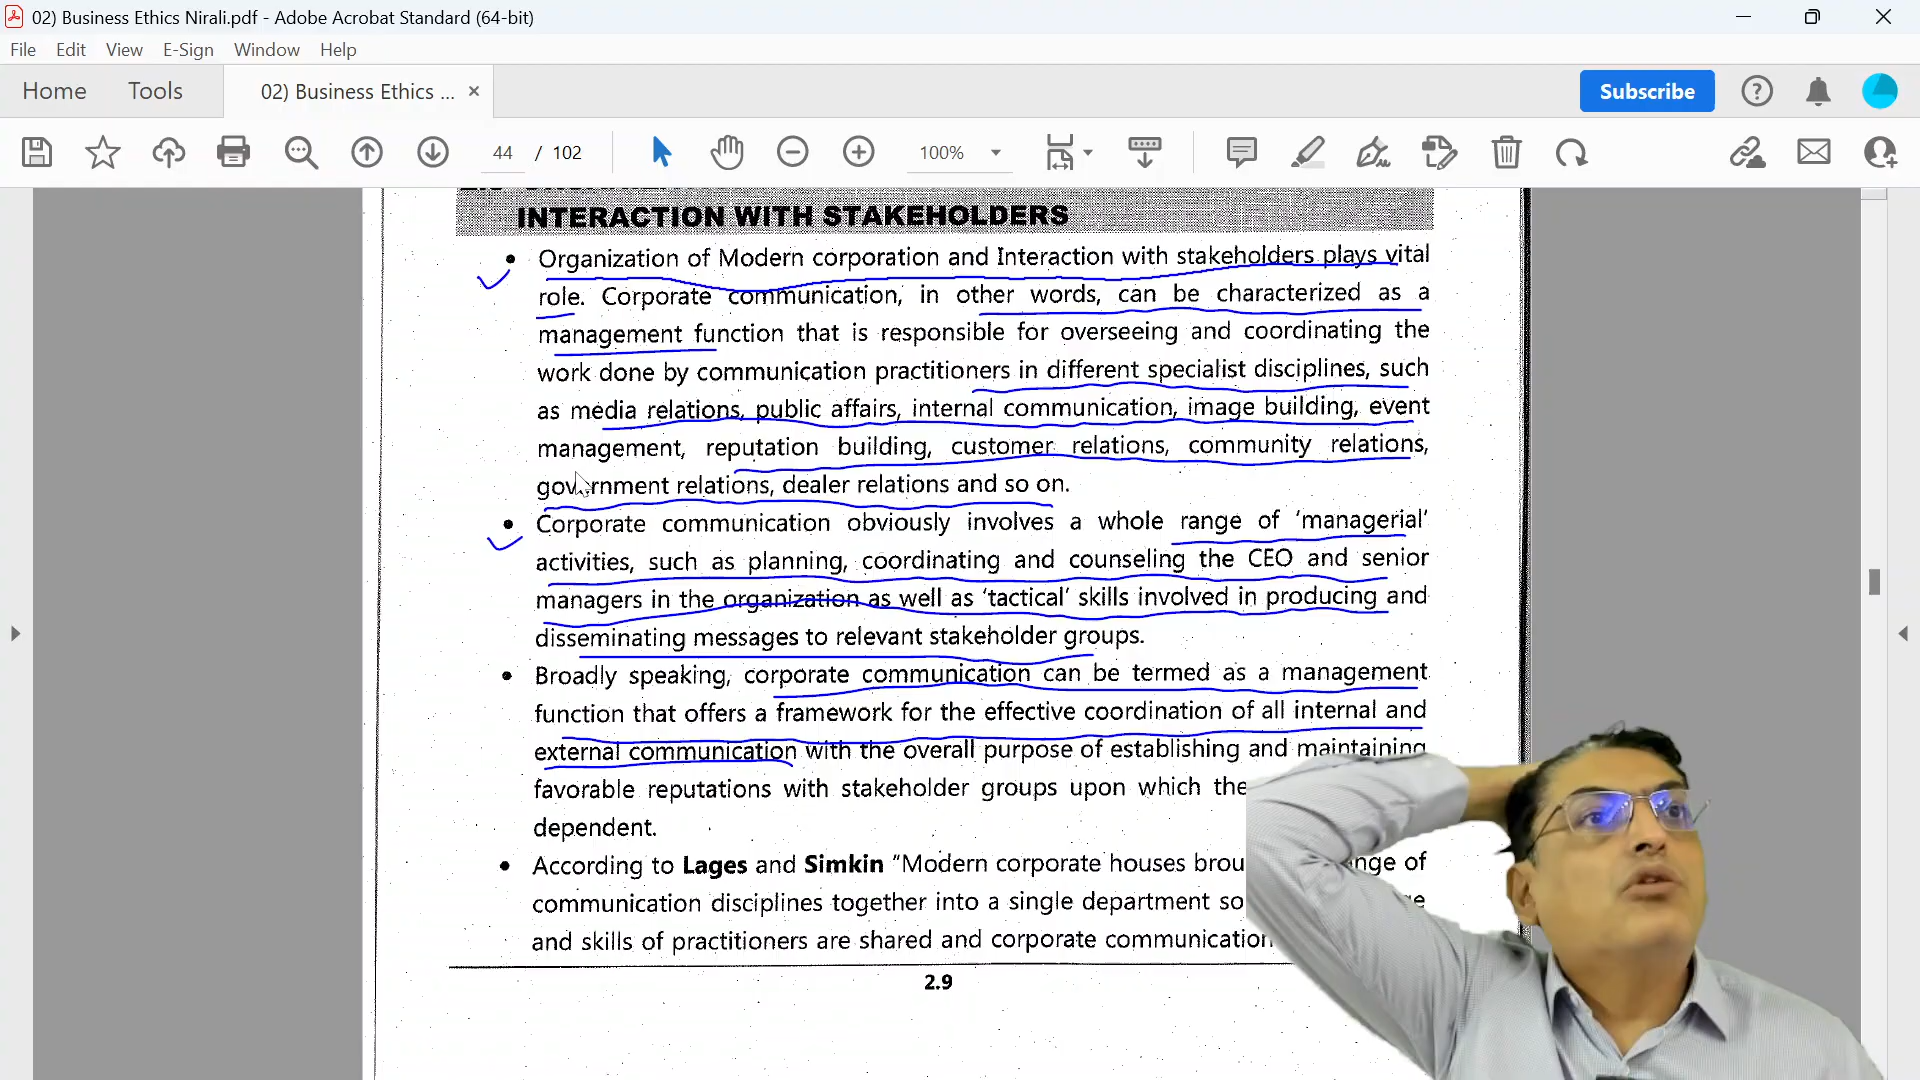 02) Business Ethics Nirali.pdf - Adobe Acrobat Standard (64-bit)
File Edit View E-Sign Window Help
Home Tools 02) Business Ethics ... × Subscribe
44 / 102 100%
INTERACTION WITH STAKEHOLDERS
• Organization of Modern corporation and Interaction with stakeholders plays vital
role. Corporate communication, in other words, can be characterized as a
management function that is responsible for overseeing and coordinating the
work done by communication practitioners in different specialist disciplines, such
as media relations, public affairs, internal communication, image building, event
management, reputation building, customer relations, community relations,
government relations, dealer relations and so on.
• Corporate communication obviously involves a whole range of ‘managerial’
activities, such as planning, coordinating and counseling the CEO and senior
managers in the organization as well as ‘tactical’ skills involved in producing and
disseminating messages to relevant stakeholder groups.
• Broadly speaking, corporate communication can be termed as a management
function that offers a framework for the effective coordination of all internal and
external communication with the overall purpose of establishing and maintaining
favorable reputations with stakeholder groups upon which the
dependent.
• According to Lages and Simkin “Modern corporate houses of
communication disciplines together into a single department so
and skills of practitioners are shared and corporate communication
2.9